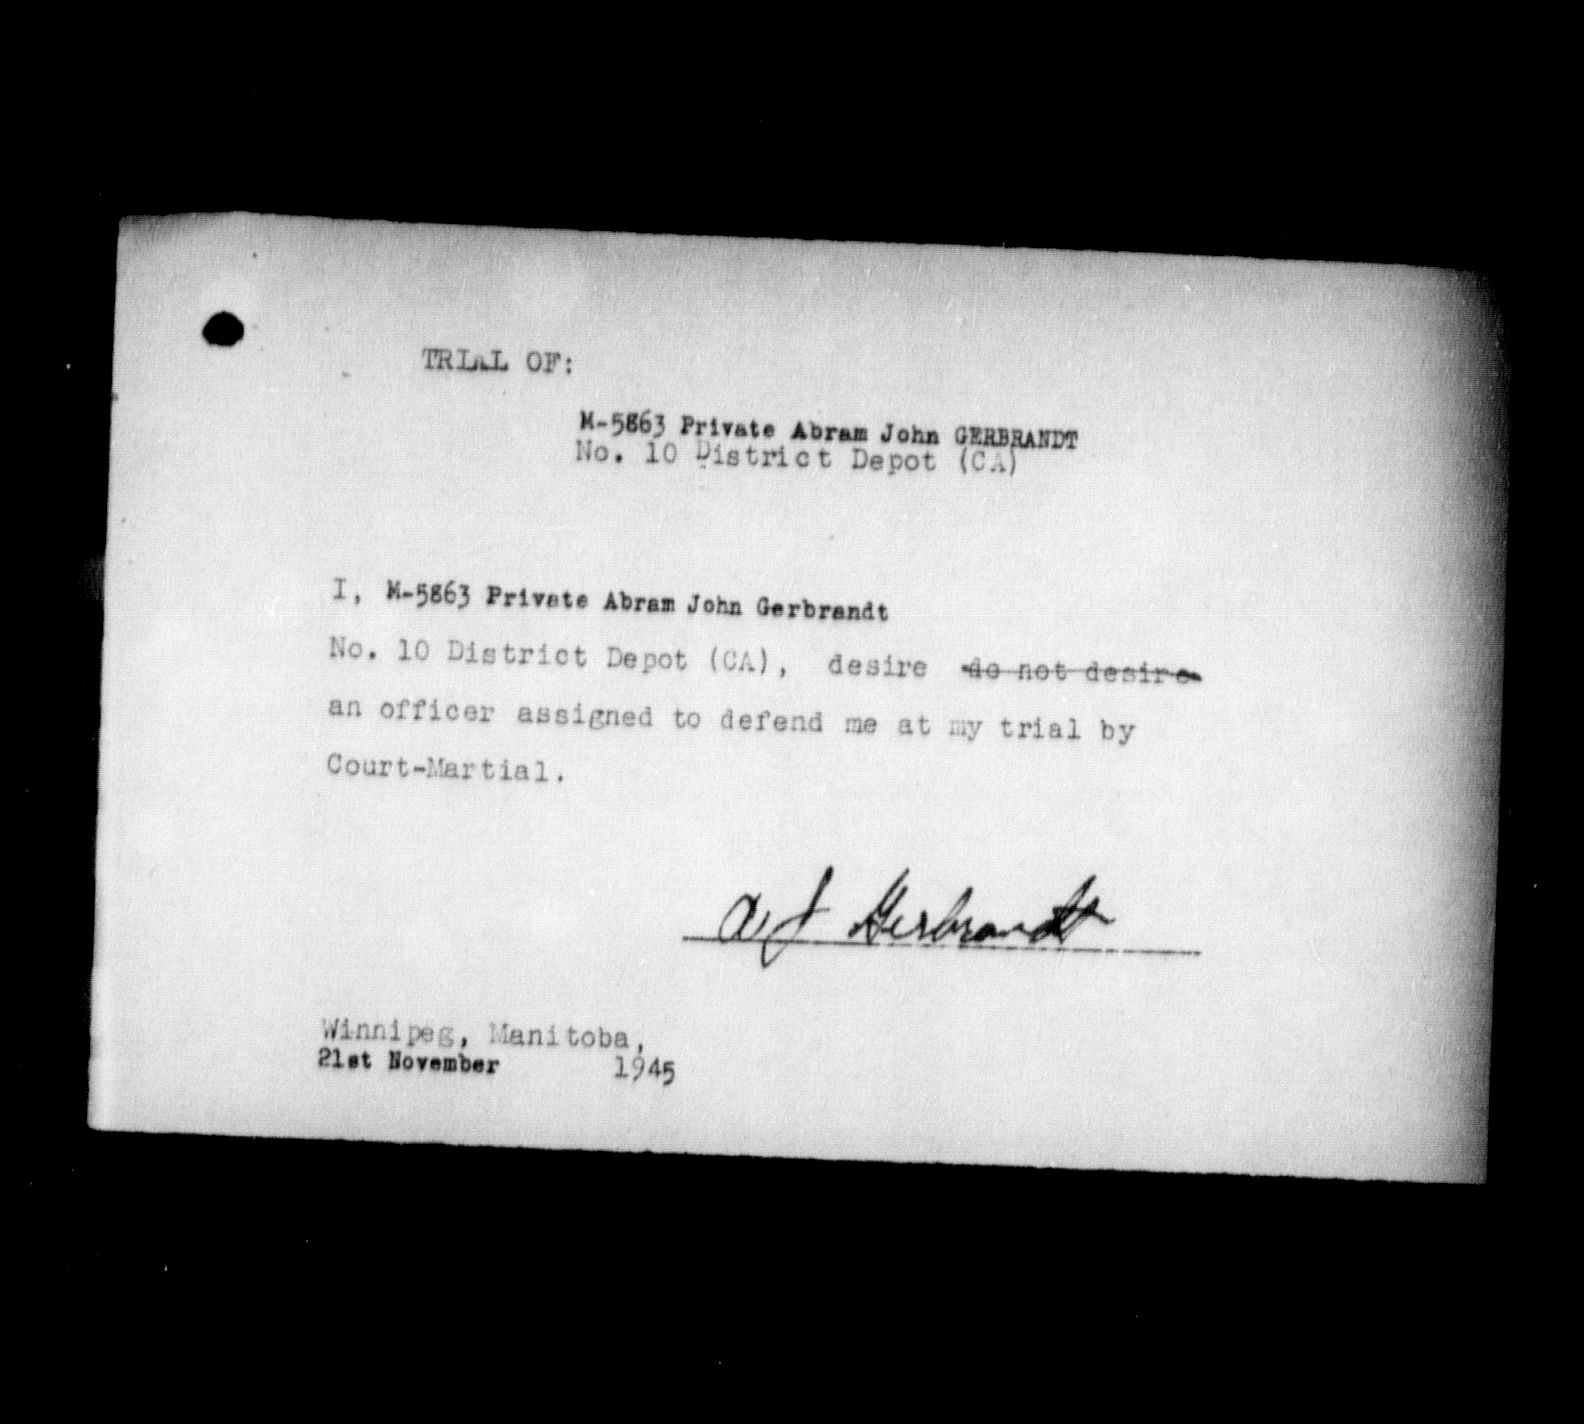 TRIAL OF:
M-5863 Private Abram John GERBRANDT
No. 10 District Depot (CA)
I, M-5863 Private Abram John Gerbrandt
No. 10 District Depot (CA), desire do not desire
an officer assigned to defend me at my trial by
Court-Martial.
A J Gerbrandt
Winnipeg, Manitoba,
21st November 1945